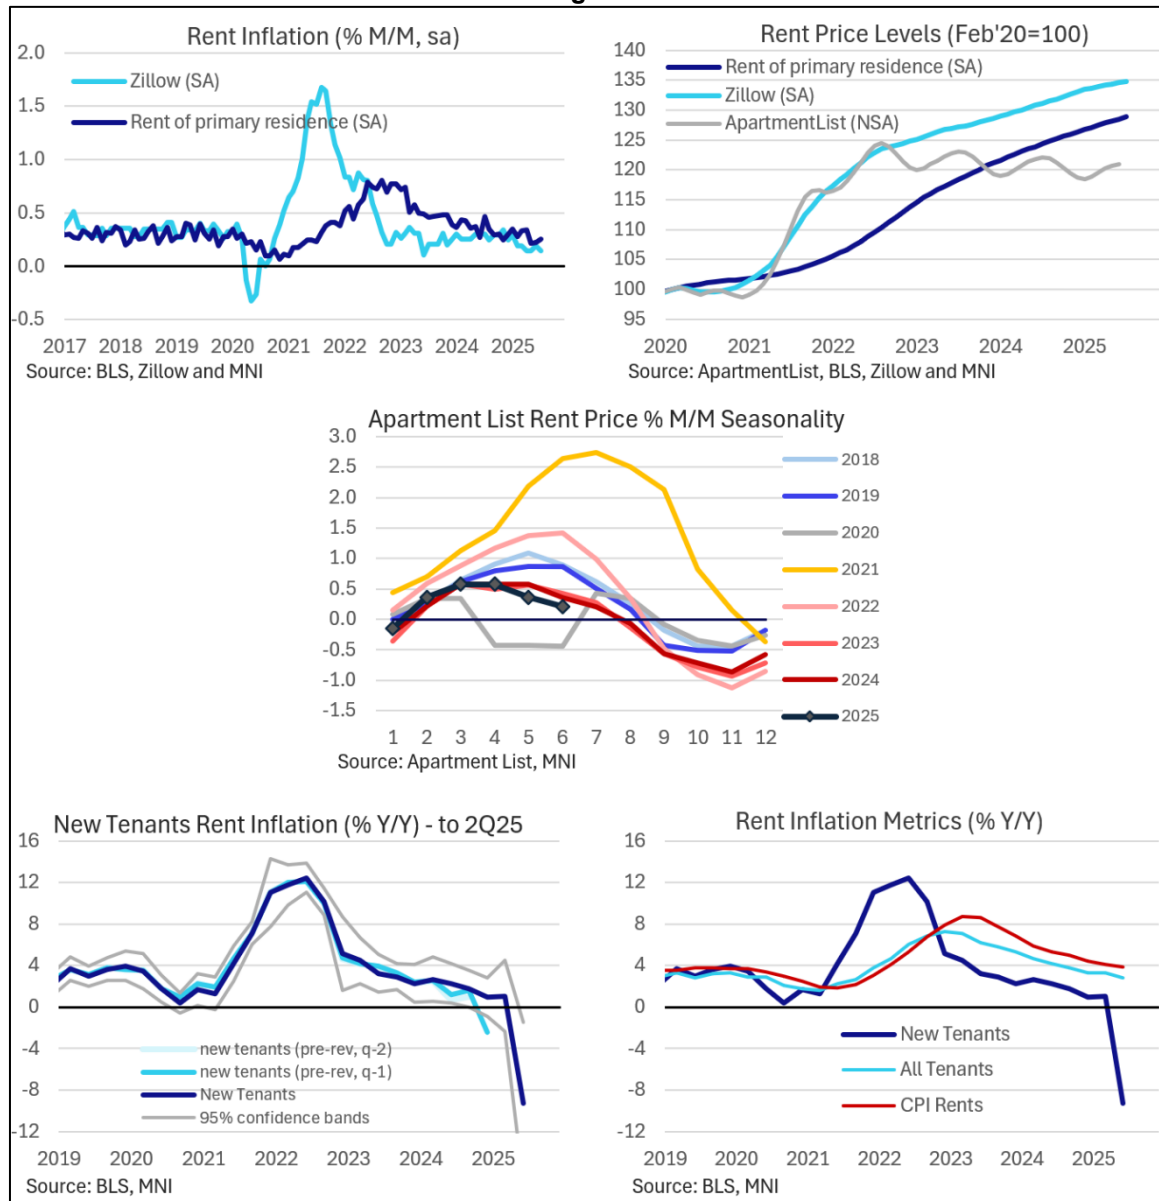 Rent Inflation (% M/M, sa)
2.0
1.5
1.0
0.5
0.0
-0.5
Zillow (SA)
Rent of primary residence (SA)
2017 2018 2019 2020 2021 2022 2023 2024 2025
Source: BLS, Zillow and MNI
Rent Price Levels (Feb'20=100)
140
135
130
125
120
115
110
105
100
95
Rent of primary residence (SA)
Zillow (SA)
ApartmentList (NSA)
2020 2021 2022 2023 2024 2025
Source: ApartmentList, BLS, Zillow and MNI
Apartment List Rent Price % M/M Seasonality
3.0
2.5
2.0
1.5
1.0
0.5
0.0
-0.5
-1.0
-1.5
2018
2019
2020
2021
2022
2023
2024
2025
1 2 3 4 5 6 7 8 9 10 11 12
Source: Apartment List, MNI
New Tenants Rent Inflation (% Y/Y) - to 2Q25
16
12
8
4
0
-4
-8
-12
new tenants (pre-rev, q-2)
new tenants (pre-rev, q-1)
New Tenants
95% confidence bands
2019 2020 2021 2022 2023 2024 2025
Source: BLS, MNI
Rent Inflation Metrics (% Y/Y)
16
12
8
4
0
-4
-8
-12
New Tenants
All Tenants
CPI Rents
2019 2020 2021 2022 2023 2024 2025
Source: BLS, MNI